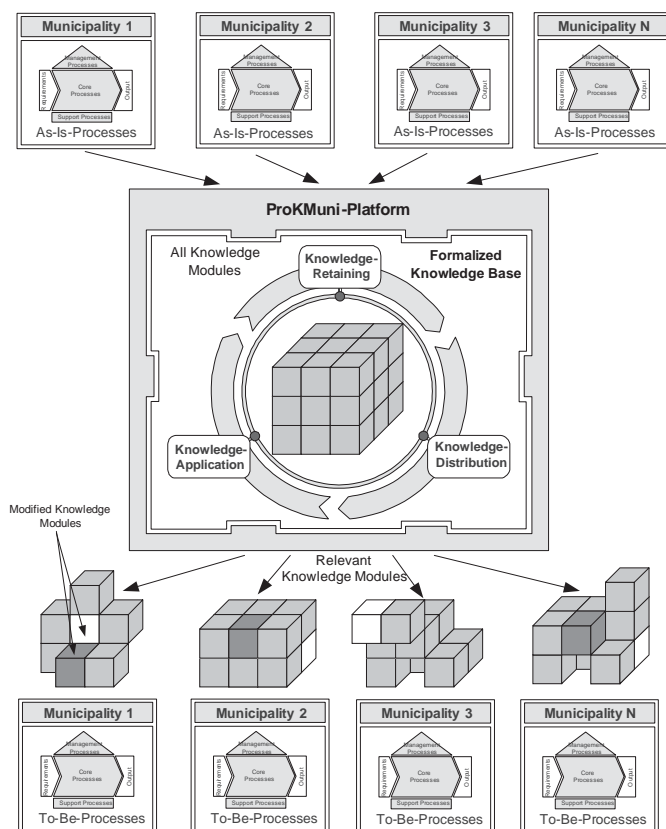 Municipality 1
Management
Processes
Requirements
Core
Processes
Output
Support Processes
As-Is-Processes
Municipality 2
Management
Processes
Requirements
Core
Processes
Output
Support Processes
As-Is-Processes
Municipality 3
Management
Processes
Requirements
Core
Processes
Output
Support Processes
As-Is-Processes
Municipality N
Management
Processes
Requirements
Core
Processes
Output
Support Processes
As-Is-Processes
ProKMuni-Platform
All Knowledge
Modules
Knowledge-
Retaining
Formalized
Knowledge Base
Knowledge-
Application
Knowledge-
Distribution
Modified Knowledge
Modules
Relevant
Knowledge Modules
Municipality 1
Management
Processes
Requirements
Core
Processes
Output
Support Processes
To-Be-Processes
Municipality 2
Management
Processes
Requirements
Core
Processes
Output
Support Processes
To-Be-Processes
Municipality 3
Management
Processes
Requirements
Core
Processes
Output
Support Processes
To-Be-Processes
Municipality N
Management
Processes
Requirements
Core
Processes
Output
Support Processes
To-Be-Processes